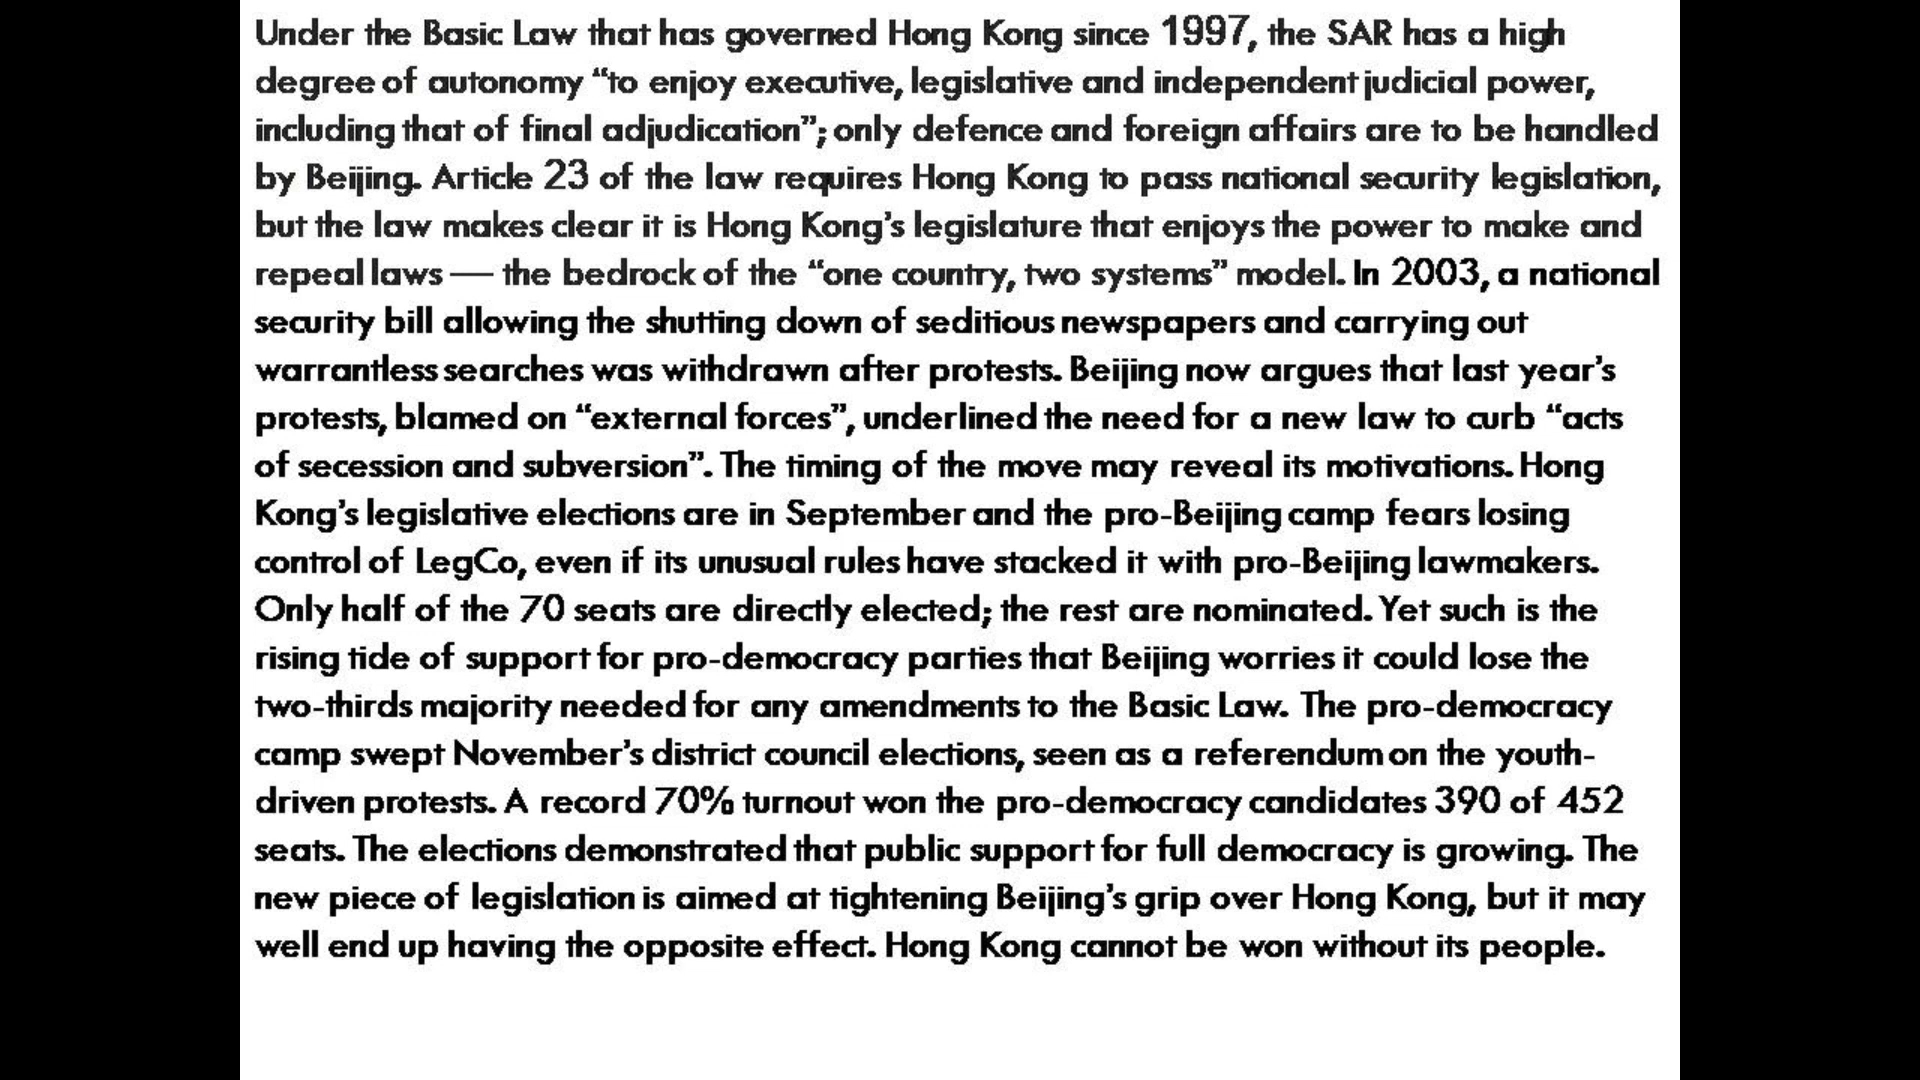 Under the Basic Law that has governed Hong Kong since 1997, the SAR has a high
degree of autonomy “to enjoy executive, legislative and independent judicial power,
including that of final adjudication”; only defence and foreign affairs are to be handled
by Beijing. Article 23 of the law requires Hong Kong to pass national security legislation,
but the law makes clear it is Hong Kong’s legislature that enjoys the power to make and
repeal laws — the bedrock of the “one country, two systems” model. In 2003, a national
security bill allowing the shutting down of seditious newspapers and carrying out
warrantless searches was withdrawn after protests. Beijing now argues that last year’s
protests, blamed on “external forces”, underlined the need for a new law to curb “acts
of secession and subversion”. The timing of the move may reveal its motivations. Hong
Kong’s legislative elections are in September and the pro-Beijing camp fears losing
control of LegCo, even if its unusual rules have stacked it with pro-Beijing lawmakers.
Only half of the 70 seats are directly elected; the rest are nominated. Yet such is the
rising tide of support for pro-democracy parties that Beijing worries it could lose the
two-thirds majority needed for any amendments to the Basic Law. The pro-democracy
camp swept November’s district council elections, seen as a referendum on the youth-
driven protests. A record 70% turnout won the pro-democracy candidates 390 of 452
seats. The elections demonstrated that public support for full democracy is growing. The
new piece of legislation is aimed at tightening Beijing’s grip over Hong Kong, but it may
well end up having the opposite effect. Hong Kong cannot be won without its people.